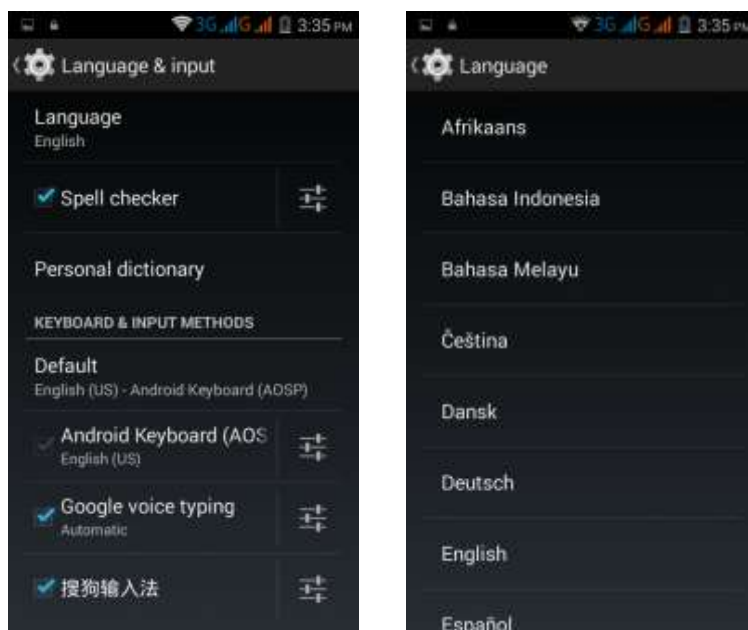 3G G 3:35 PM
Language & input
Language
English
Spell checker
Personal dictionary
KEYBOARD & INPUT METHODS
Default
English (US) - Android Keyboard (AOSP)
Android Keyboard (AOS
English (US)
Google voice typing
Automatic
搜狗输入法
3G G 3:35 PM
Language
Afrikaans
Bahasa Indonesia
Bahasa Melayu
Čeština
Dansk
Deutsch
English
Español